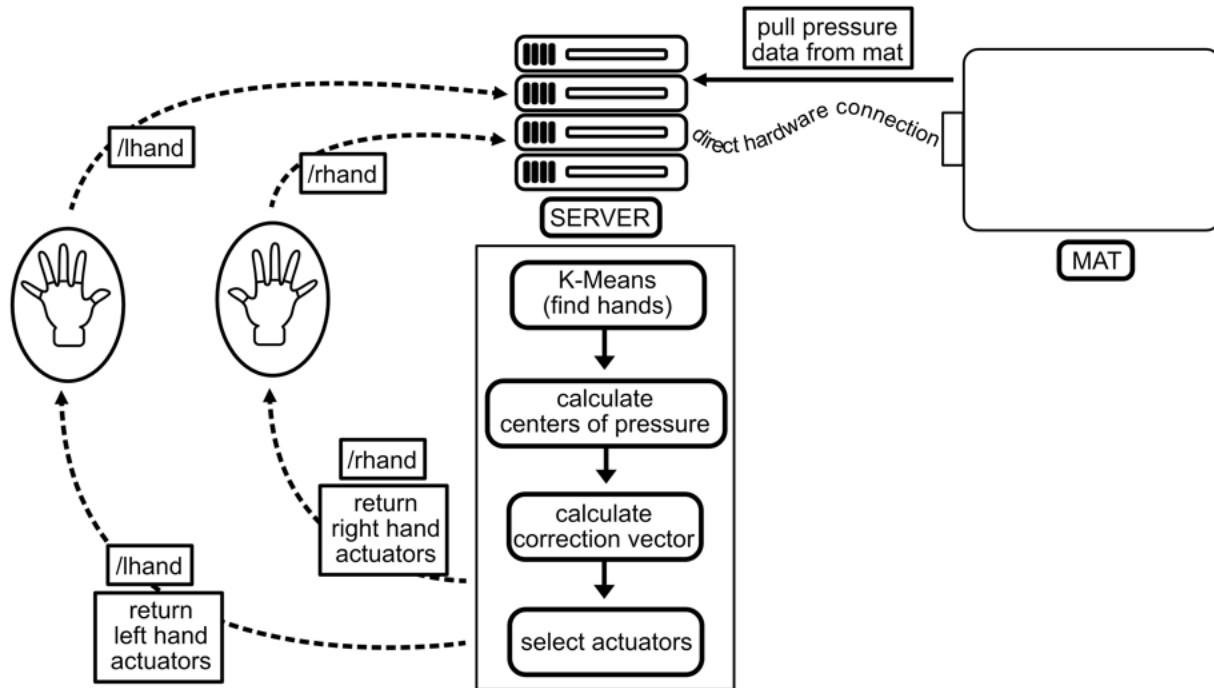 pull pressure
data from mat
direct hardware connection
/lhand
/rhand
SERVER
MAT
K-Means
(find hands)
calculate
centers of pressure
calculate
correction vector
select actuators
/rhand
return
right hand
actuators
/lhand
return
left hand
actuators